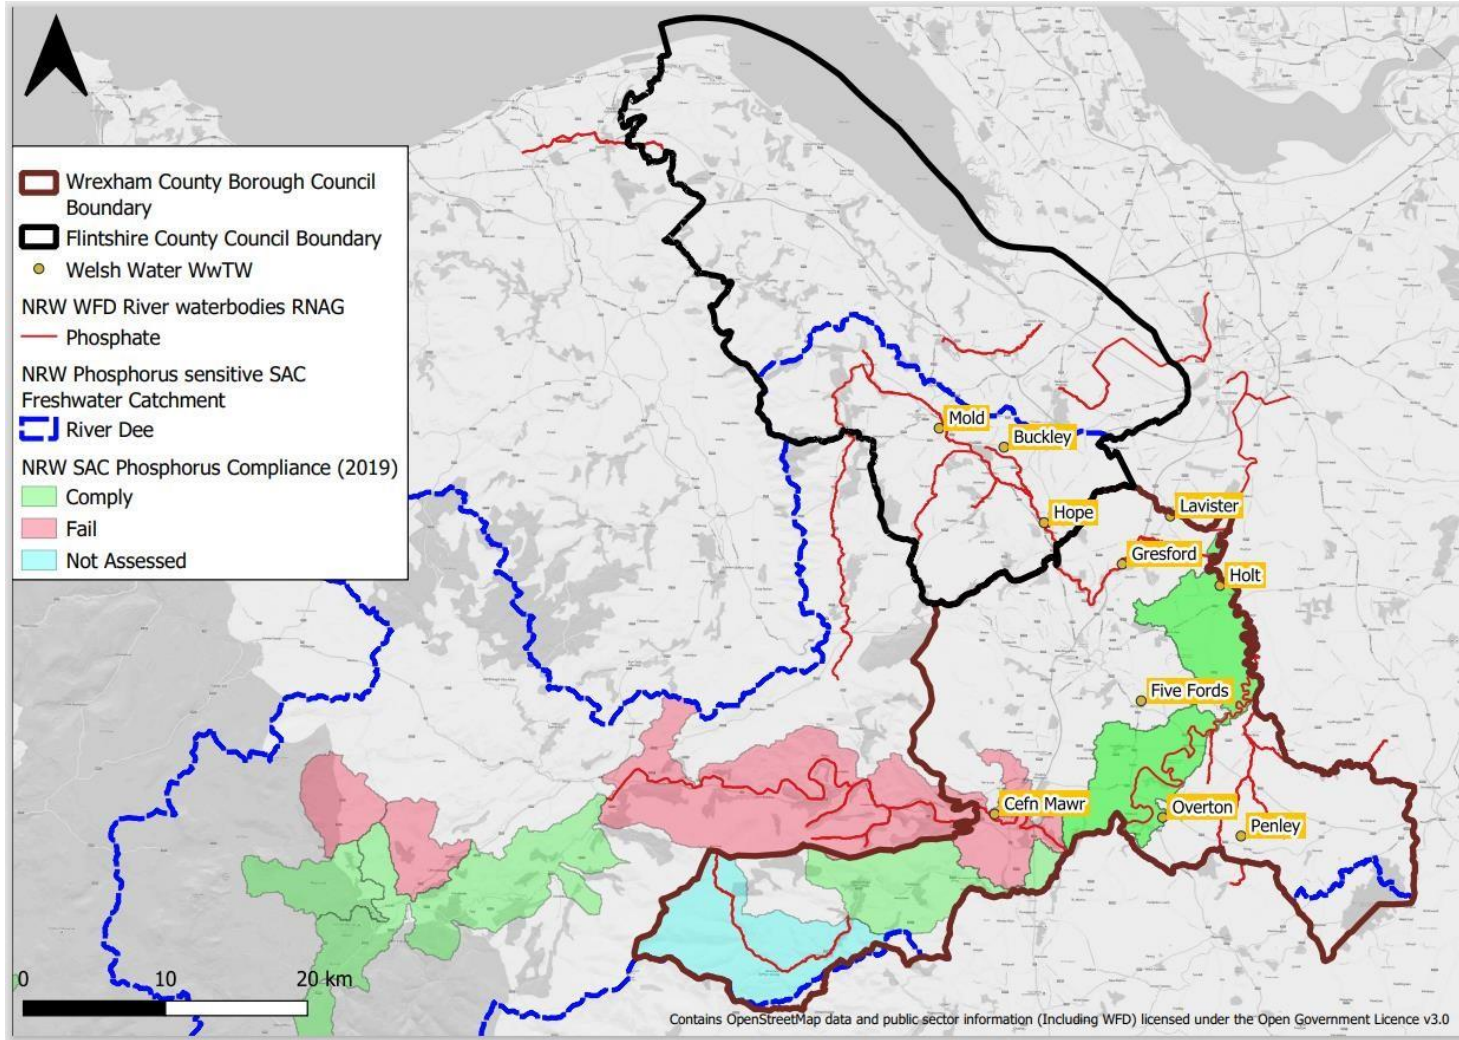 Wrexham County Borough Council
Boundary
Flintshire County Council Boundary
Welsh Water WwTW
NRW WFD River waterbodies RNAG
Phosphate
NRW Phosphorus sensitive SAC
Freshwater Catchment
River Dee
NRW SAC Phosphorus Compliance (2019)
Comply
Fail
Not Assessed
Mold
Buckley
Hope
Lavister
Gresford
Holt
Five Fords
Cefn Mawr
Overton
Penley
0 10 20 km
Contains OpenStreetMap data and public sector information (Including WFD) licensed under the Open Government Licence v3.0